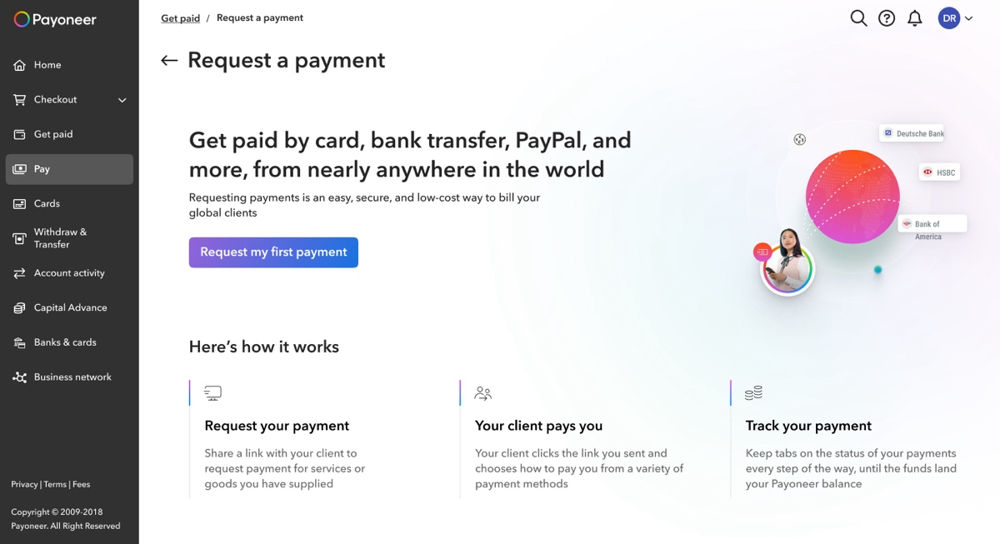 Payoneer
Home
Checkout
Get paid
Pay
Cards
Withdraw &
Transfer
Account activity
Capital Advance
Banks & cards
Business network
Privacy | Terms | Fees
Copyright © 2009-2018
Payoneer. All Right Reserved
Get paid / Request a payment
DR
Request a payment
Get paid by card, bank transfer, PayPal, and
more, from nearly anywhere in the world
Requesting payments is an easy, secure, and low-cost way to bill your
global clients
Request my first payment
Deutsche Bank
HSBC
Bank of
America
Here's how it works
Request your payment
Share a link with your client to
request payment for services or
goods you have supplied
Your client pays you
Your client clicks the link you sent and
chooses how to pay you from a variety of
payment methods
Track your payment
Keep tabs on the status of your payments
every step of the way, until the funds land
your Payoneer balance